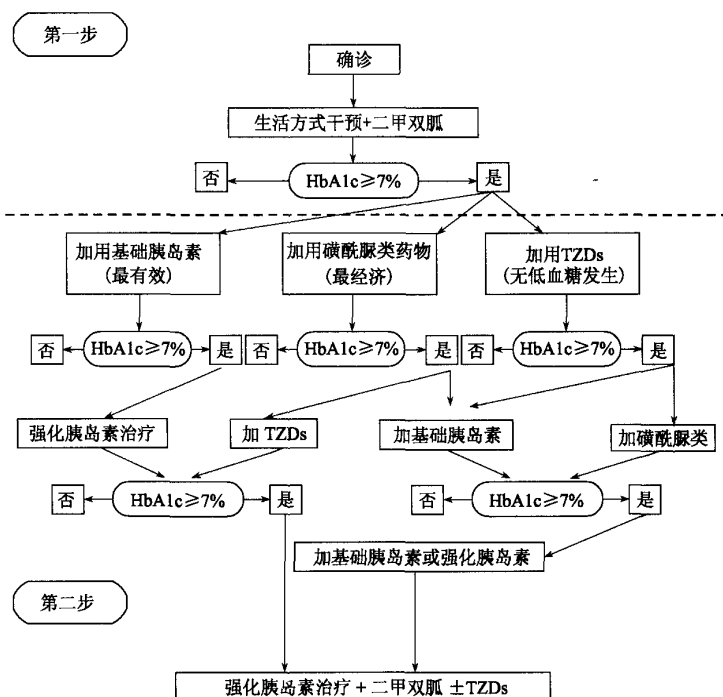 第一步
确诊
生活方式干预+二甲双胍
否
HbA1c≥7%
是
加用基础胰岛素
(最有效)
加用磺酰脲类药物
(最经济)
加用TZDs
(无低血糖发生)
否
HbA1c≥7%
是
否
HbA1c≥7%
是
否
HbA1c≥7%
是
强化胰岛素治疗
加 TZDs
加基础胰岛素
加磺酰脲类
否
HbA1c≥7%
是
否
HbA1c≥7%
是
加基础胰岛素或强化胰岛素
第二步
强化胰岛素治疗 + 二甲双胍 ±TZDs